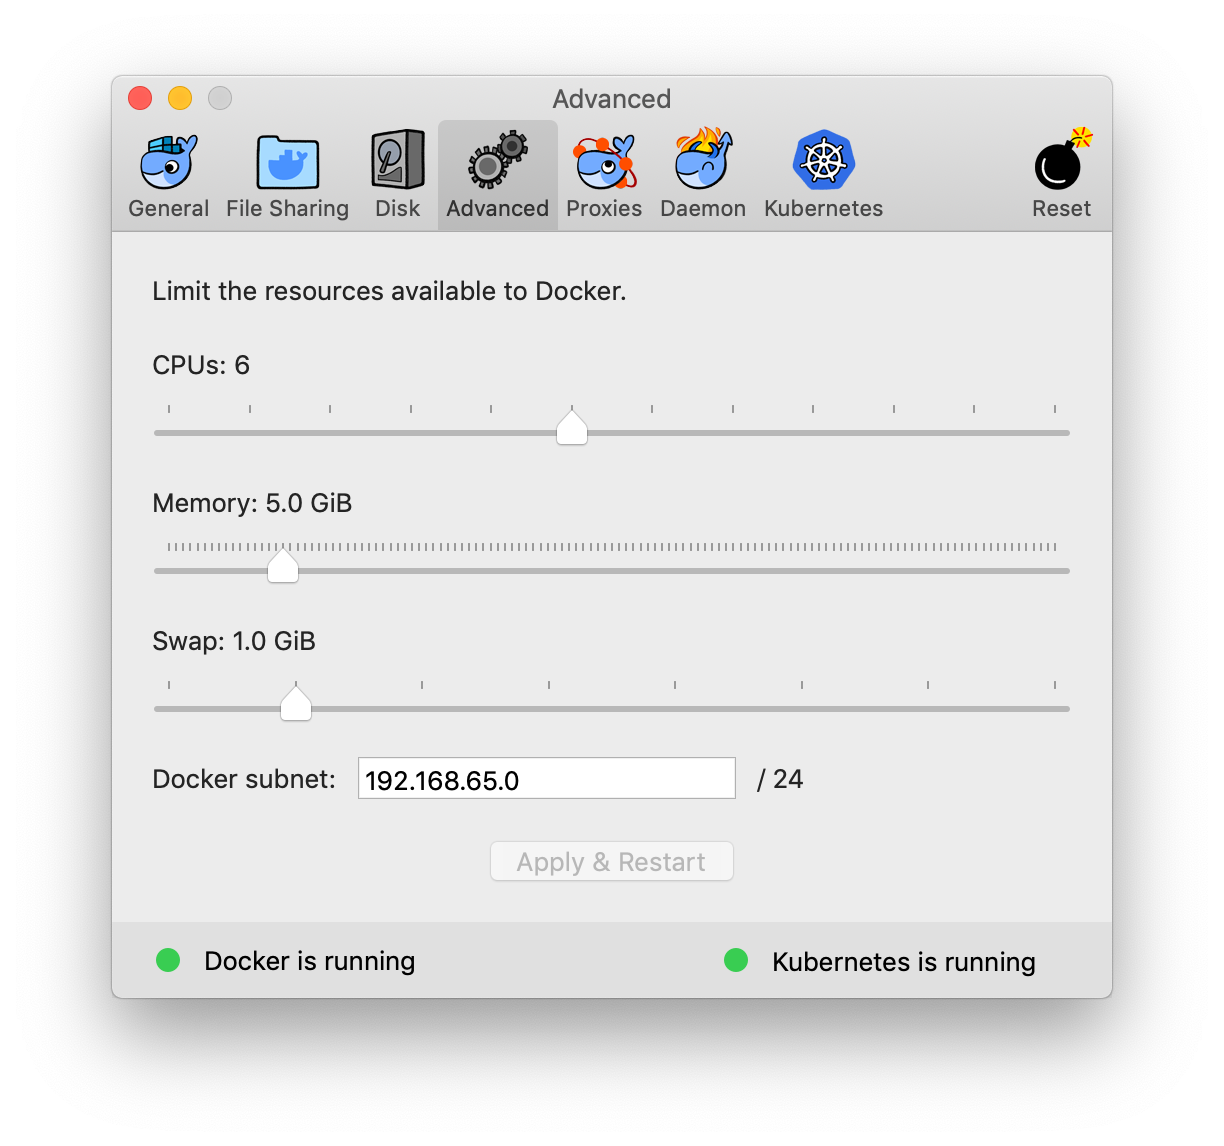 Advanced
General File Sharing Disk Advanced Proxies Daemon Kubernetes Reset
Limit the resources available to Docker.
CPUs: 6
Memory: 5.0 GiB
Swap: 1.0 GiB
Docker subnet: 192.168.65.0 / 24
Apply & Restart
Docker is running Kubernetes is running